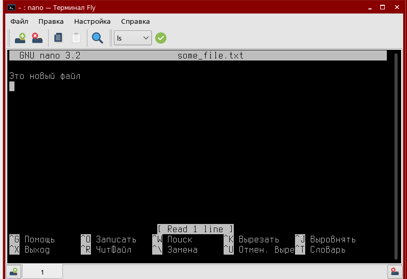 ~ : nano — Терминал Fly
Файл Правка Настройка Справка
ls
GNU nano 3.2 some_file.txt
Это новый файл
[ Read 1 line ]
^G Помощь ^O Записать ^W Поиск ^K Вырезать ^J Выровнять
^X Выход ^R ЧитФайл ^\ Замена ^U Отмен. Выре ^T Словарь
1